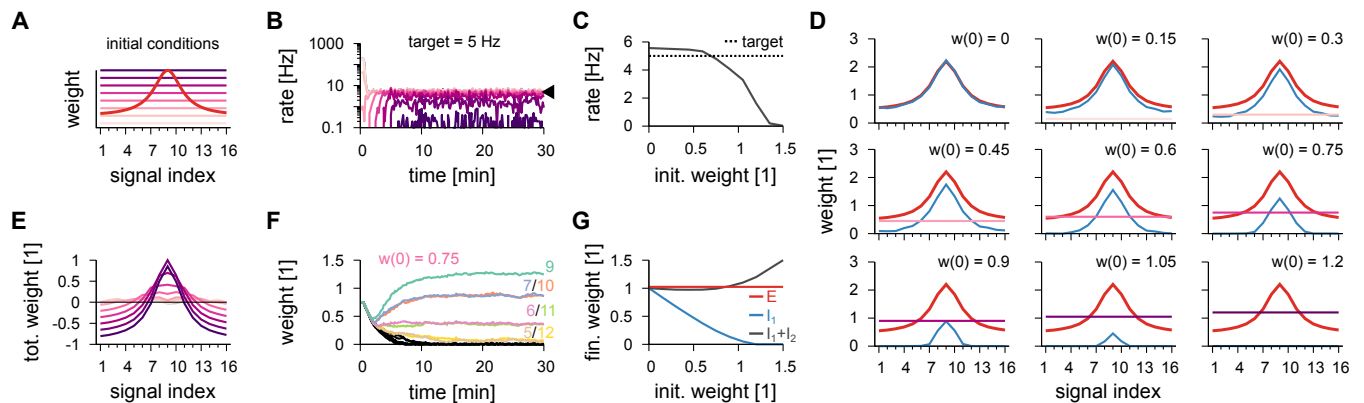 A
initial conditions
weight
1 4 7 10 13 16
signal index
B
target = 5 Hz
rate [Hz]
1000
10
0.1
0 10 20 30
time [min]
C
target
rate [Hz]
6
4
2
0
0 0.5 1 1.5
init. weight [1]
D
weight [1]
w(0) = 0
w(0) = 0.15
w(0) = 0.3
3
2
1
0
w(0) = 0.45
w(0) = 0.6
w(0) = 0.75
3
2
1
0
w(0) = 0.9
w(0) = 1.05
w(0) = 1.2
3
2
1
0
1 4 7 10 13 16
1 4 7 10 13 16
1 4 7 10 13 16
signal index
E
tot. weight [1]
1
0.5
0
-0.5
-1
1 4 7 10 13 16
signal index
F
w(0) = 0.75
weight [1]
1.5
1
0.5
0
9
7/10
6/11
5/12
0 10 20 30
time [min]
G
fin. weight [1]
1.5
1
0.5
0
E
I1
I1+I2
0 0.5 1 1.5
init. weight [1]